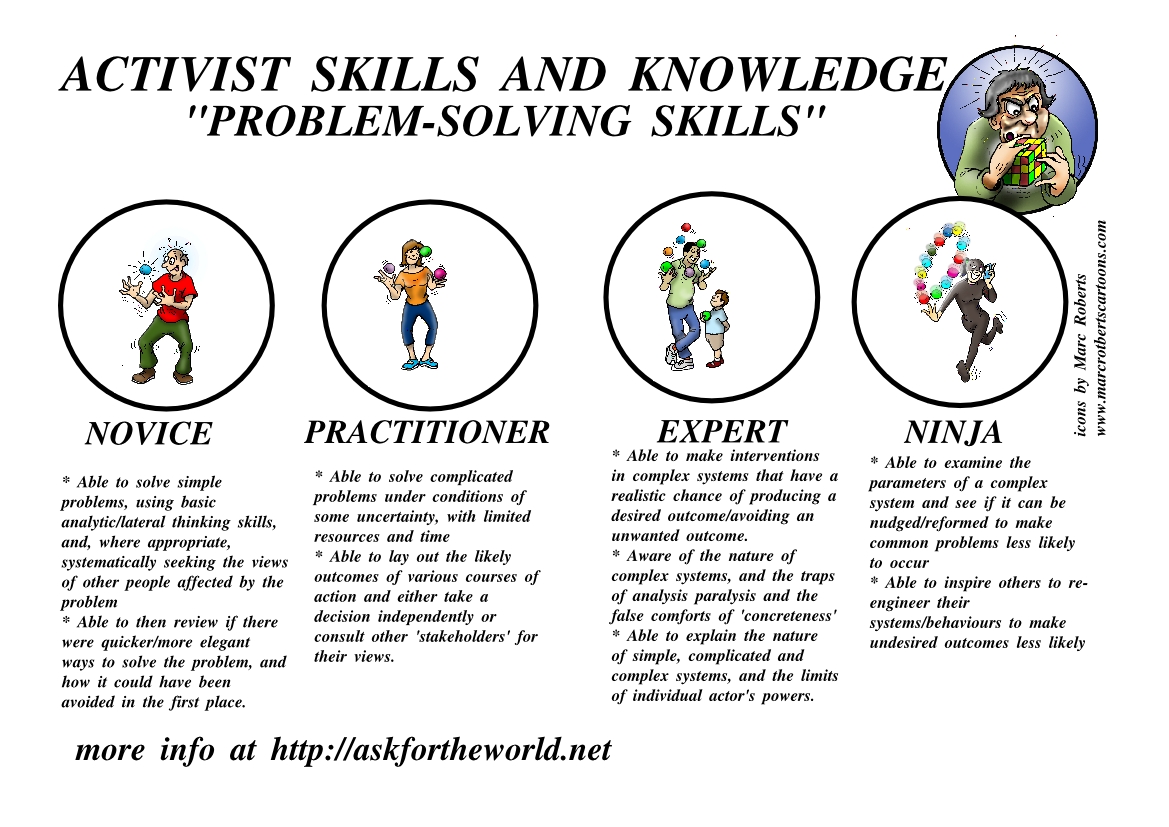 ACTIVIST SKILLS AND KNOWLEDGE
"PROBLEM-SOLVING SKILLS"
icons by Marc Roberts
www.marcrobertscartoons.com
NOVICE
* Able to solve simple
problems, using basic
analytic/lateral thinking skills,
and, where appropriate,
systematically seeking the views
of other people affected by the
problem
* Able to then review if there
were quicker/more elegant
ways to solve the problem, and
how it could have been
avoided in the first place.
PRACTITIONER
* Able to solve complicated
problems under conditions of
some uncertainty, with limited
resources and time
* Able to lay out the likely
outcomes of various courses of
action and either take a
decision independently or
consult other 'stakeholders' for
their views.
EXPERT
* Able to make interventions
in complex systems that have a
realistic chance of producing a
desired outcome/avoiding an
unwanted outcome.
* Aware of the nature of
complex systems, and the traps
of analysis paralysis and the
false comforts of 'concreteness'
* Able to explain the nature
of simple, complicated and
complex systems, and the limits
of individual actor's powers.
NINJA
* Able to examine the
parameters of a complex
system and see if it can be
nudged/reformed to make
common problems less likely
to occur
* Able to inspire others to re-
engineer their
systems/behaviours to make
undesired outcomes less likely
more info at http://askfortheworld.net